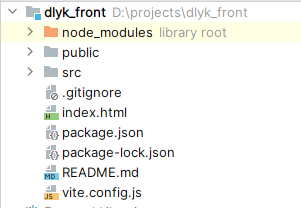 dlyk_front D:\projects\dlyk_front
node_modules library root
public
src
.gitignore
index.html
package.json
package-lock.json
README.md
vite.config.js